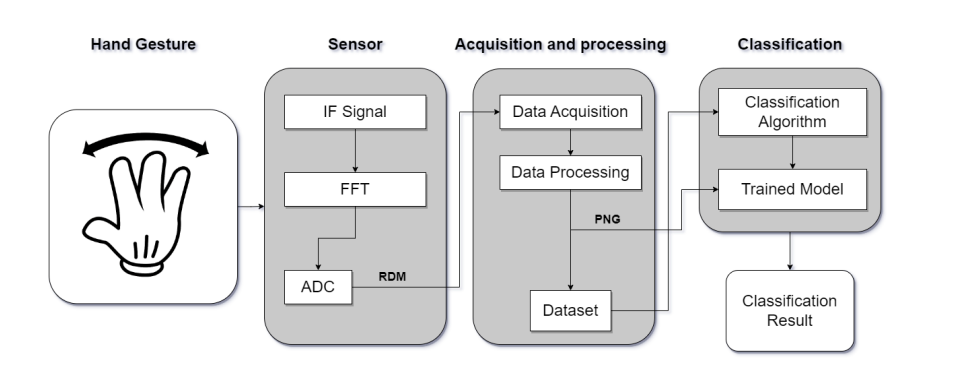 Hand Gesture
Sensor
Acquisition and processing
Classification
IF Signal
FFT
ADC
RDM
Data Acquisition
Data Processing
PNG
Dataset
Classification
Algorithm
Trained Model
Classification
Result